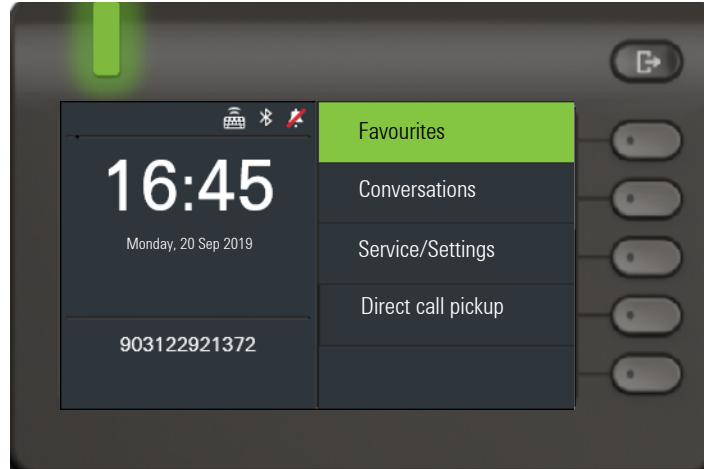 16:45
Monday, 20 Sep 2019
903122921372
Favourites
Conversations
Service/Settings
Direct call pickup